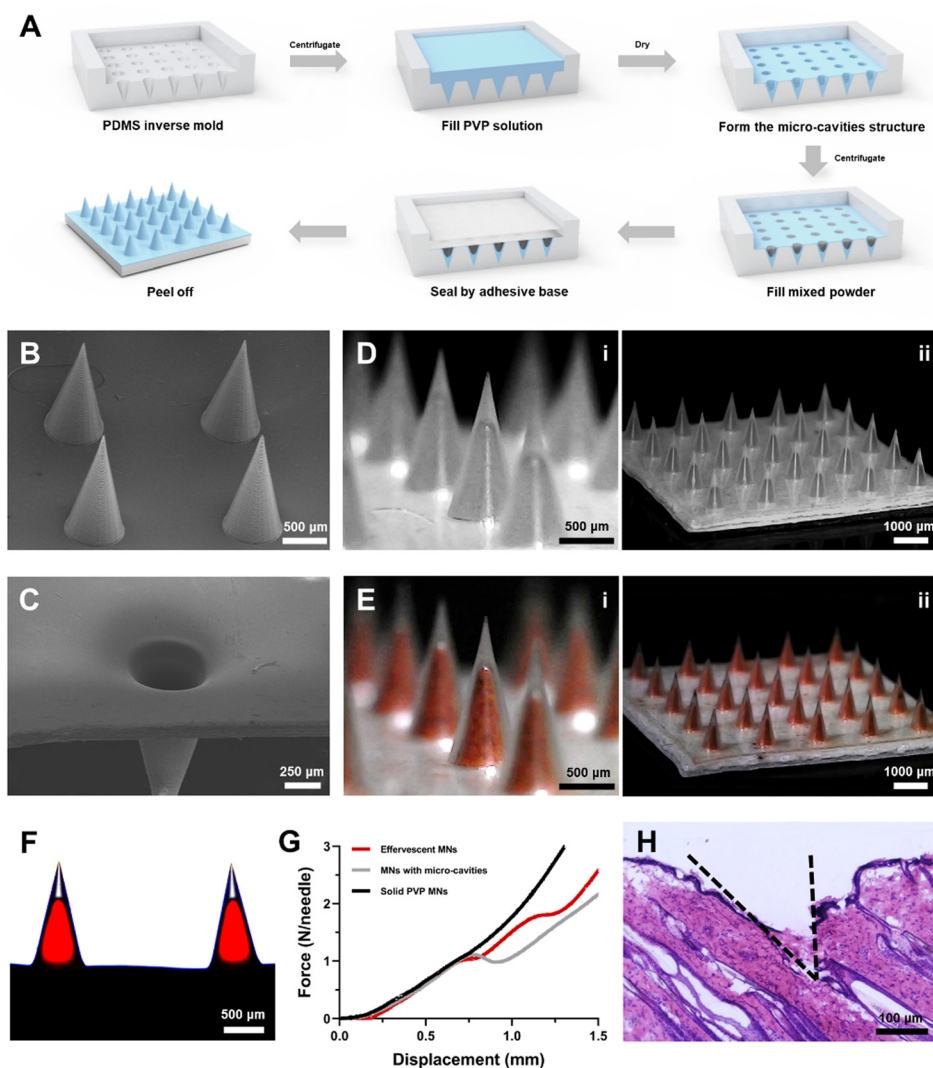 A
Centrifugate
Dry
PDMS inverse mold
Fill PVP solution
Form the micro-cavities structure
Centrifugate
Peel off
Seal by adhesive base
Fill mixed powder
B
500 µm
D
i
500 µm
ii
1000 µm
C
250 µm
E
i
500 µm
ii
1000 µm
F
500 µm
G
Effervescent MNs
MNs with micro-cavities
Solid PVP MNs
3
2
1
0
Force (N/needle)
0.0 0.5 1.0 1.5
Displacement (mm)
H
100 µm